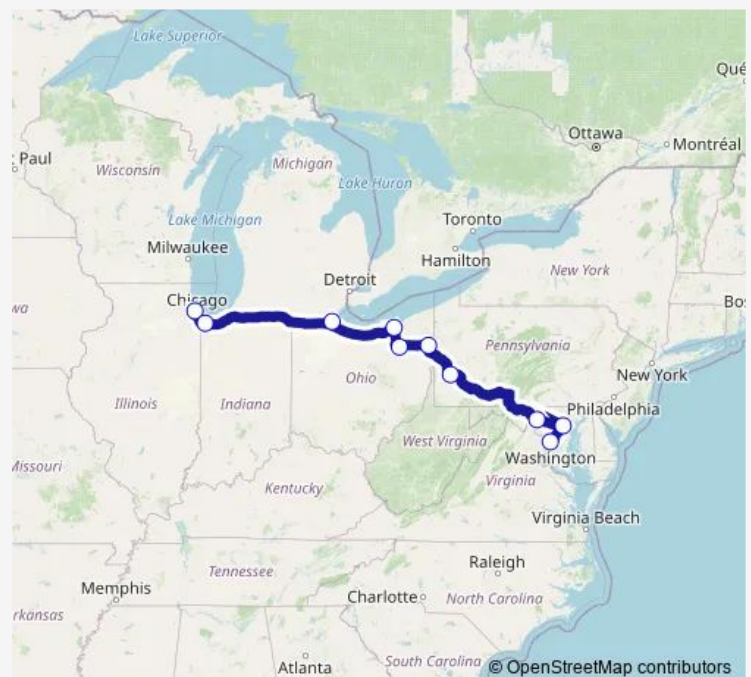 Lake Superior
Qué
Ottawa
Montréal
Paul
Wisconsin
Michigan
Lake Huron
Lake Michigan
Toronto
Hamilton
Milwaukee
New York
Detroit
Bos
Chicago
wa
Pennsylvania
New York
Ohio
Illinois
Indiana
Philadelphia
West Virginia
Washington
Missouri
Virginia
Kentucky
Virginia Beach
Raleigh
Tennessee
Memphis
Charlotte
North Carolina
rkansas
South Carolina
Atlanta
© OpenStreetMap contributors